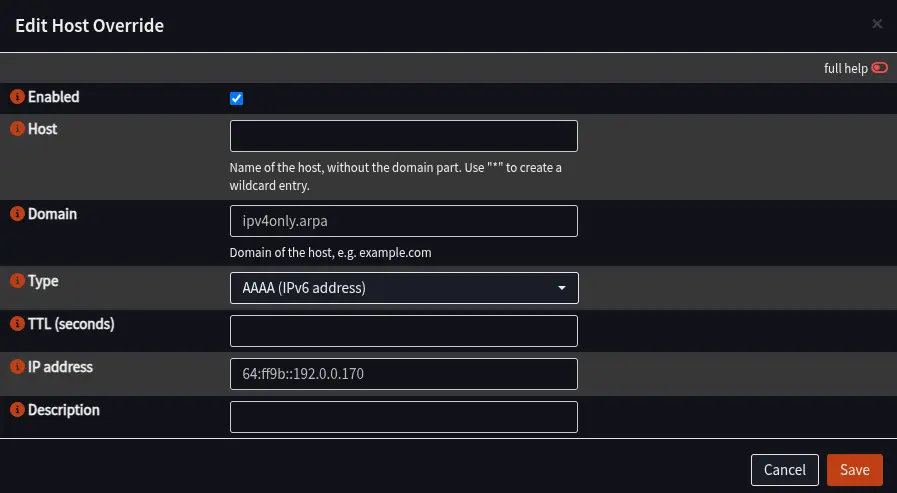 Edit Host Override
×
full help
Enabled
Host
Name of the host, without the domain part. Use "*" to create a
wildcard entry.
Domain
ipv4only.arpa
Domain of the host, e.g. example.com
Type
AAAA (IPv6 address)
TTL (seconds)
IP address
64:ff9b::192.0.0.170
Description
Cancel
Save